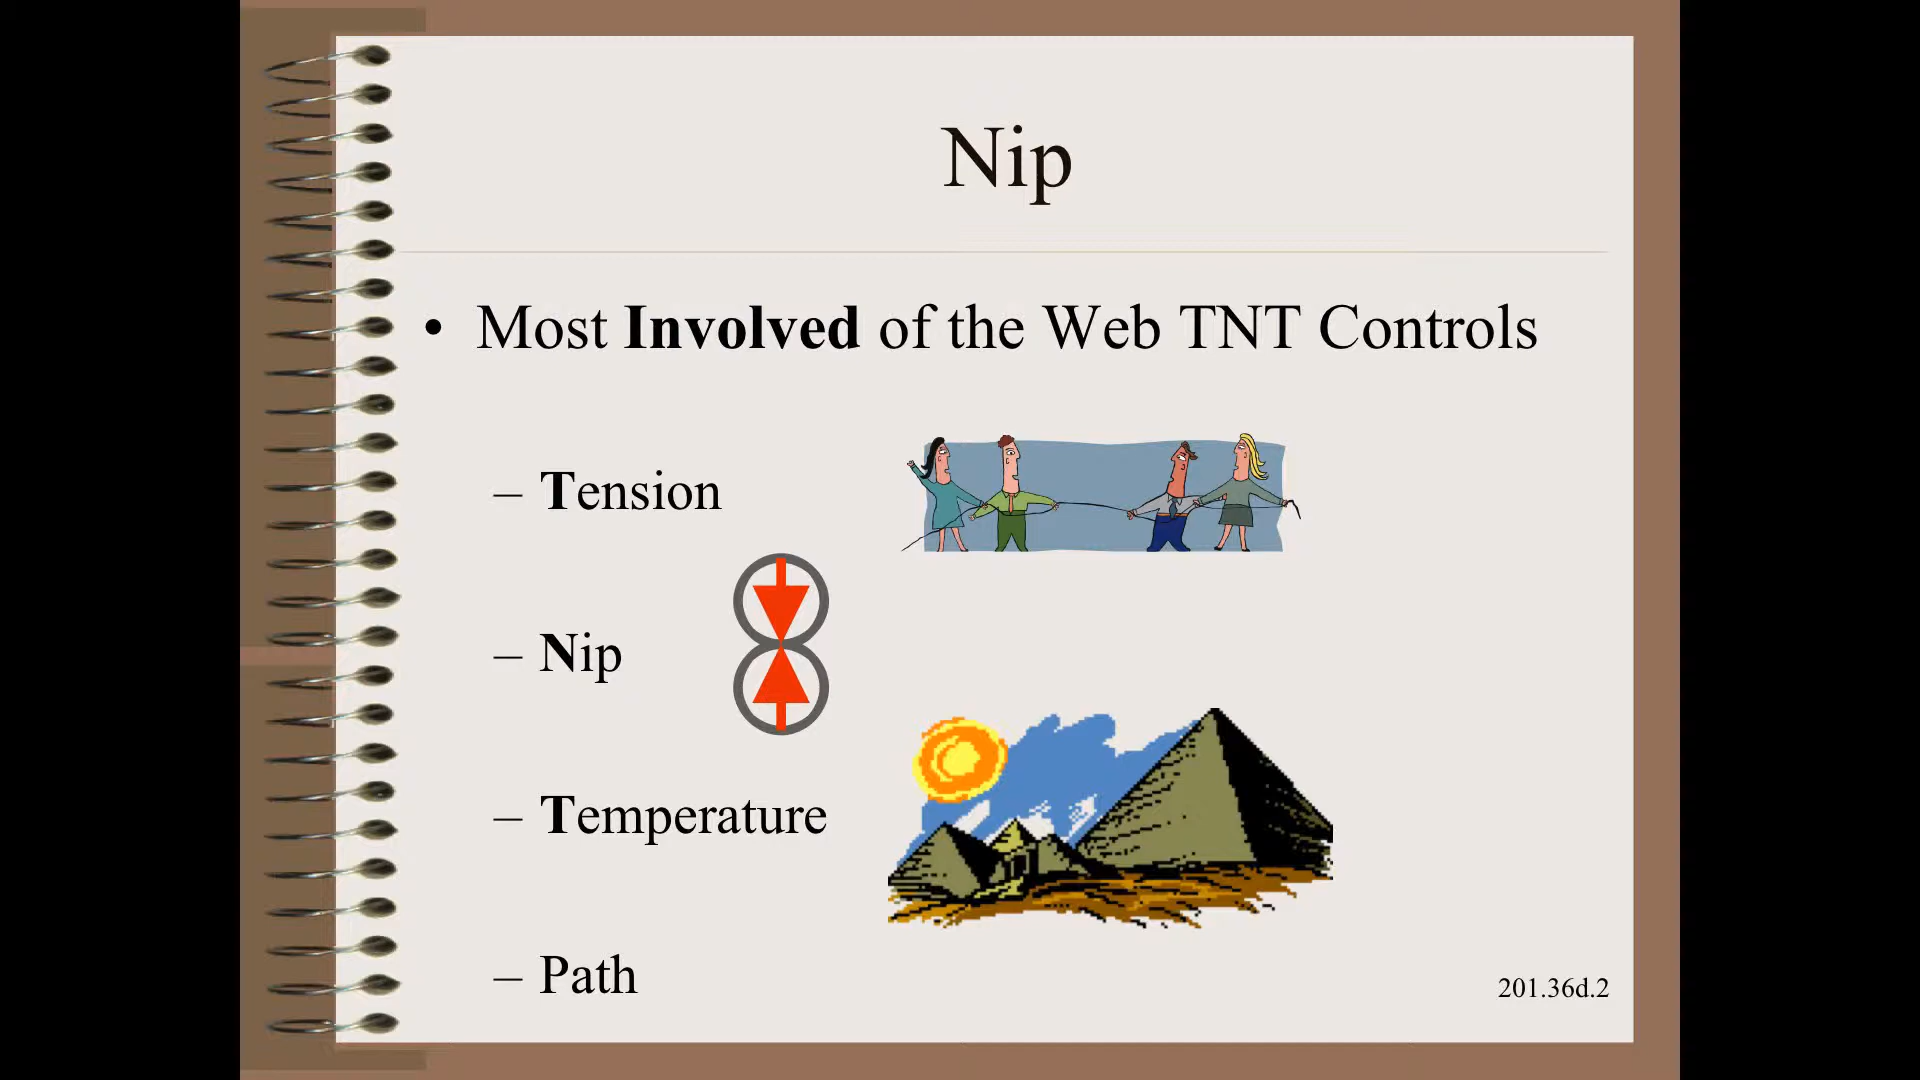 Nip
• Most Involved of the Web TNT Controls
– Tension
– Nip
– Temperature
– Path
201.36d.2